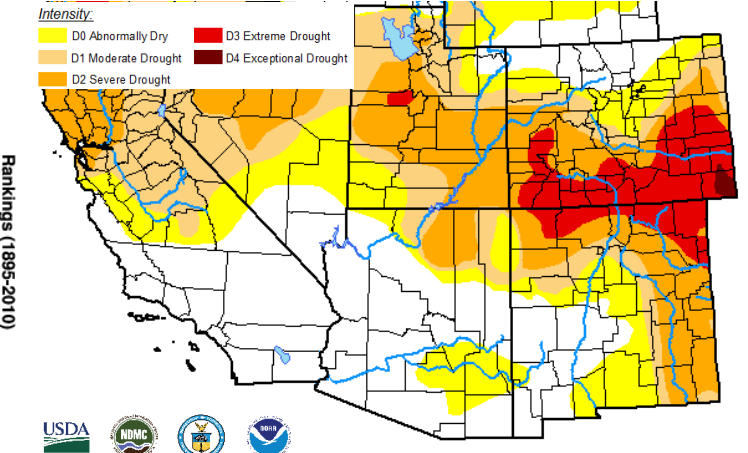 Intensity:
D0 Abnormally Dry
D1 Moderate Drought
D2 Severe Drought
D3 Extreme Drought
D4 Exceptional Drought
Rankings (1895-2010)
USDA
NDMC
NOAA